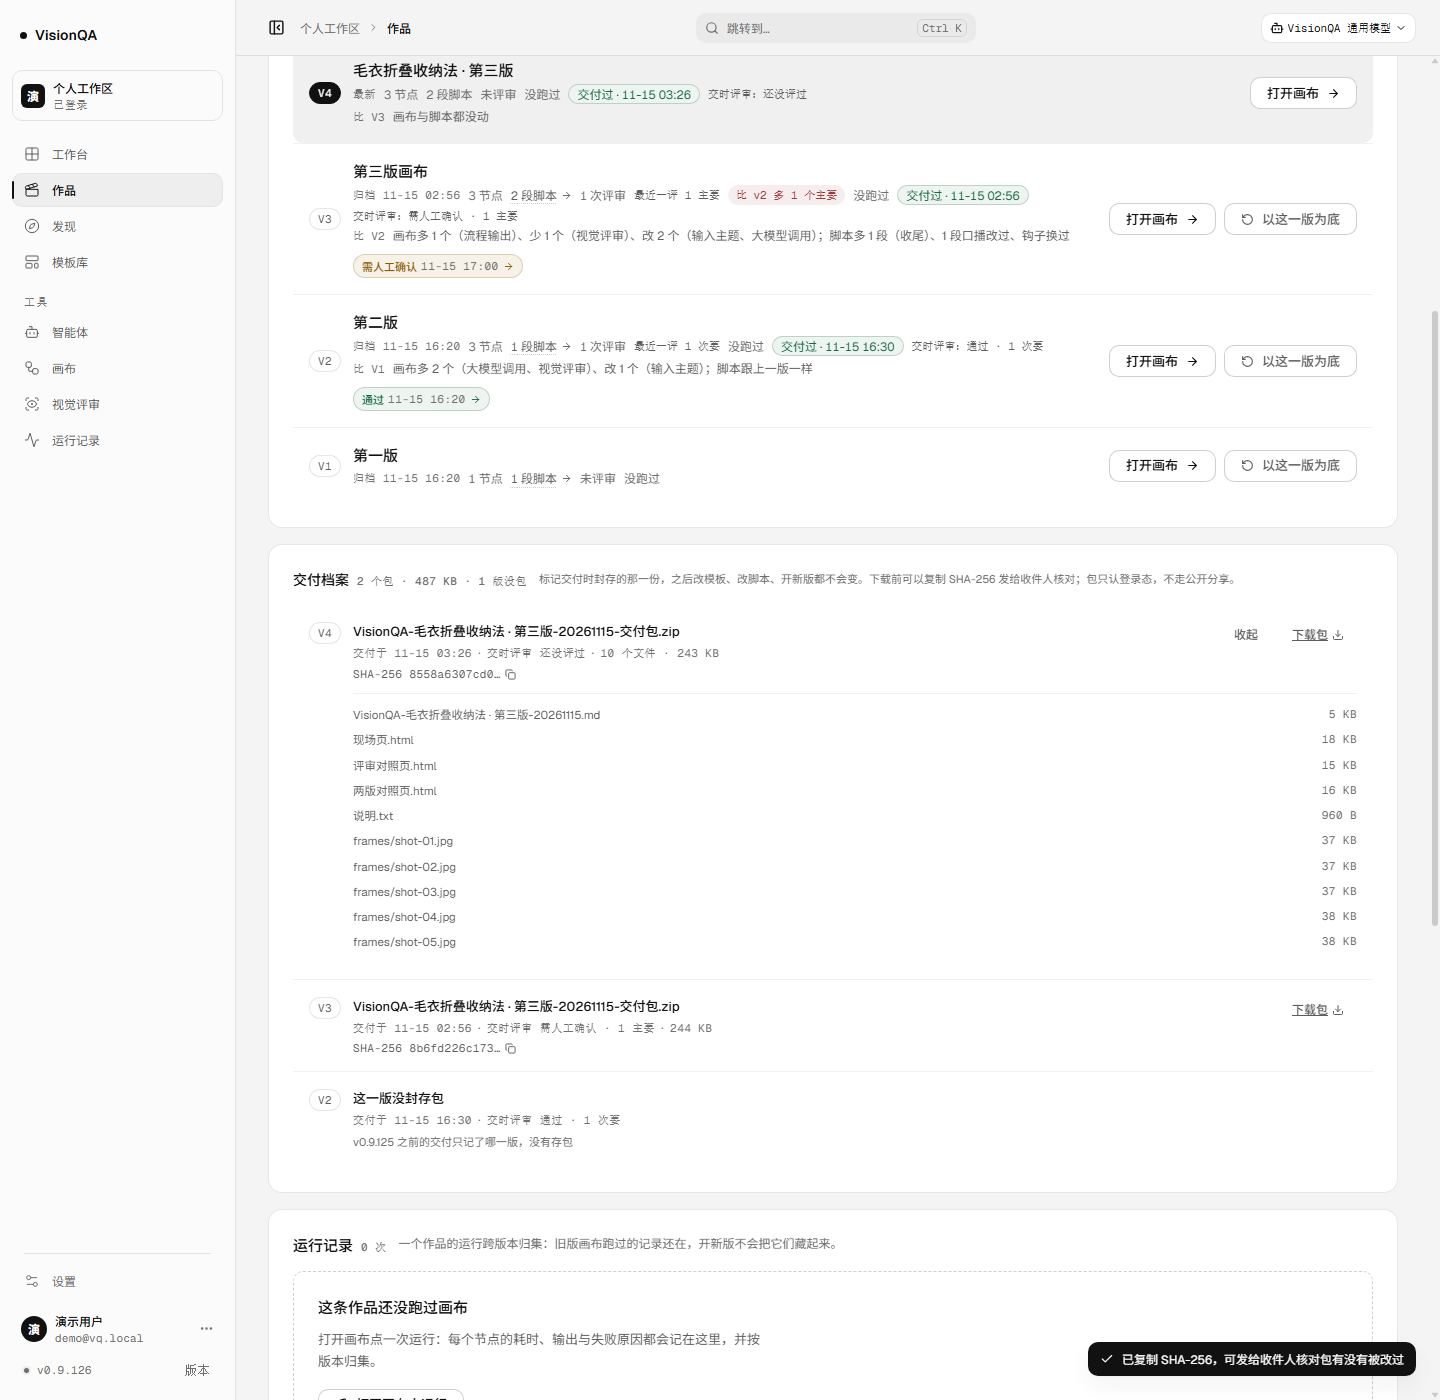 VisionQA
演 个人工作区
已登录
工作台
作品
发现
模板库
工具
智能体
画布
视觉评审
运行记录
设置
演 演示用户
demo@vq.local
v0.9.126 版本
个人工作区 作品
跳转到… Ctrl K
VisionQA 通用模型
V4 毛衣折叠收纳法 · 第三版
最新 3 节点 2 段脚本 未评审 没跑过 交付过 · 11-15 03:26 交时评审: 还没评过
比 V3 画布与脚本都没动
打开画布 →
V3 第三版画布
归档 11-15 02:56 3 节点 2 段脚本 → 1 次评审 最近一评 1 主要 比 v2 多 1 个主要 没跑过 交付过 · 11-15 02:56
交时评审: 需人工确认 · 1 主要
比 V2 画布多 1 个（流程输出）、少 1 个（视觉评审）、改 2 个（输入主题、大模型调用）；脚本多 1 段（收尾）、1 段口播改过、钩子换过
需人工确认 11-15 17:00 →
打开画布 → 以这一版为底
V2 第二版
归档 11-15 16:20 3 节点 1 段脚本 → 1 次评审 最近一评 1 次要 没跑过 交付过 · 11-15 16:30 交时评审: 通过 · 1 次要
比 V1 画布多 2 个（大模型调用、视觉评审）、改 1 个（输入主题）；脚本跟上一版一样
通过 11-15 16:20 →
打开画布 → 以这一版为底
V1 第一版
归档 11-15 16:20 1 节点 1 段脚本 → 未评审 没跑过
打开画布 → 以这一版为底
交付档案 2 个包 · 487 KB · 1 版没包 标记交付时封存的那一份，之后改模板、改脚本、开新版都不会变。下载前可以复制 SHA-256 发给收件人核对；包只认登录态，不走公开分享。
V4 VisionQA-毛衣折叠收纳法 · 第三版-20261115-交付包.zip
交付于 11-15 03:26 · 交时评审 还没评过 · 10 个文件 · 243 KB
SHA-256 8558a6307cd0…
收起 下载包
VisionQA-毛衣折叠收纳法 · 第三版-20261115.md 5 KB
现场页.html 18 KB
评审对照页.html 15 KB
两版对照页.html 16 KB
说明.txt 960 B
frames/shot-01.jpg 37 KB
frames/shot-02.jpg 37 KB
frames/shot-03.jpg 37 KB
frames/shot-04.jpg 38 KB
frames/shot-05.jpg 38 KB
V3 VisionQA-毛衣折叠收纳法 · 第三版-20261115-交付包.zip
交付于 11-15 02:56 · 交时评审 需人工确认 · 1 主要 · 244 KB
SHA-256 8b6fd226c173…
下载包
V2 这一版没封存包
交付于 11-15 16:30 · 交时评审 通过 · 1 次要
v0.9.125 之前的交付只记了哪一版，没有存包
运行记录 0 次 一个作品的运行跨版本归集：旧版画布跑过的记录还在，开新版不会把它们藏起来。
这条作品还没跑过画布
打开画布点一次运行：每个节点的耗时、输出与失败原因都会记在这里，并按
版本归集。
已复制 SHA-256，可发给收件人核对包有没有被改过